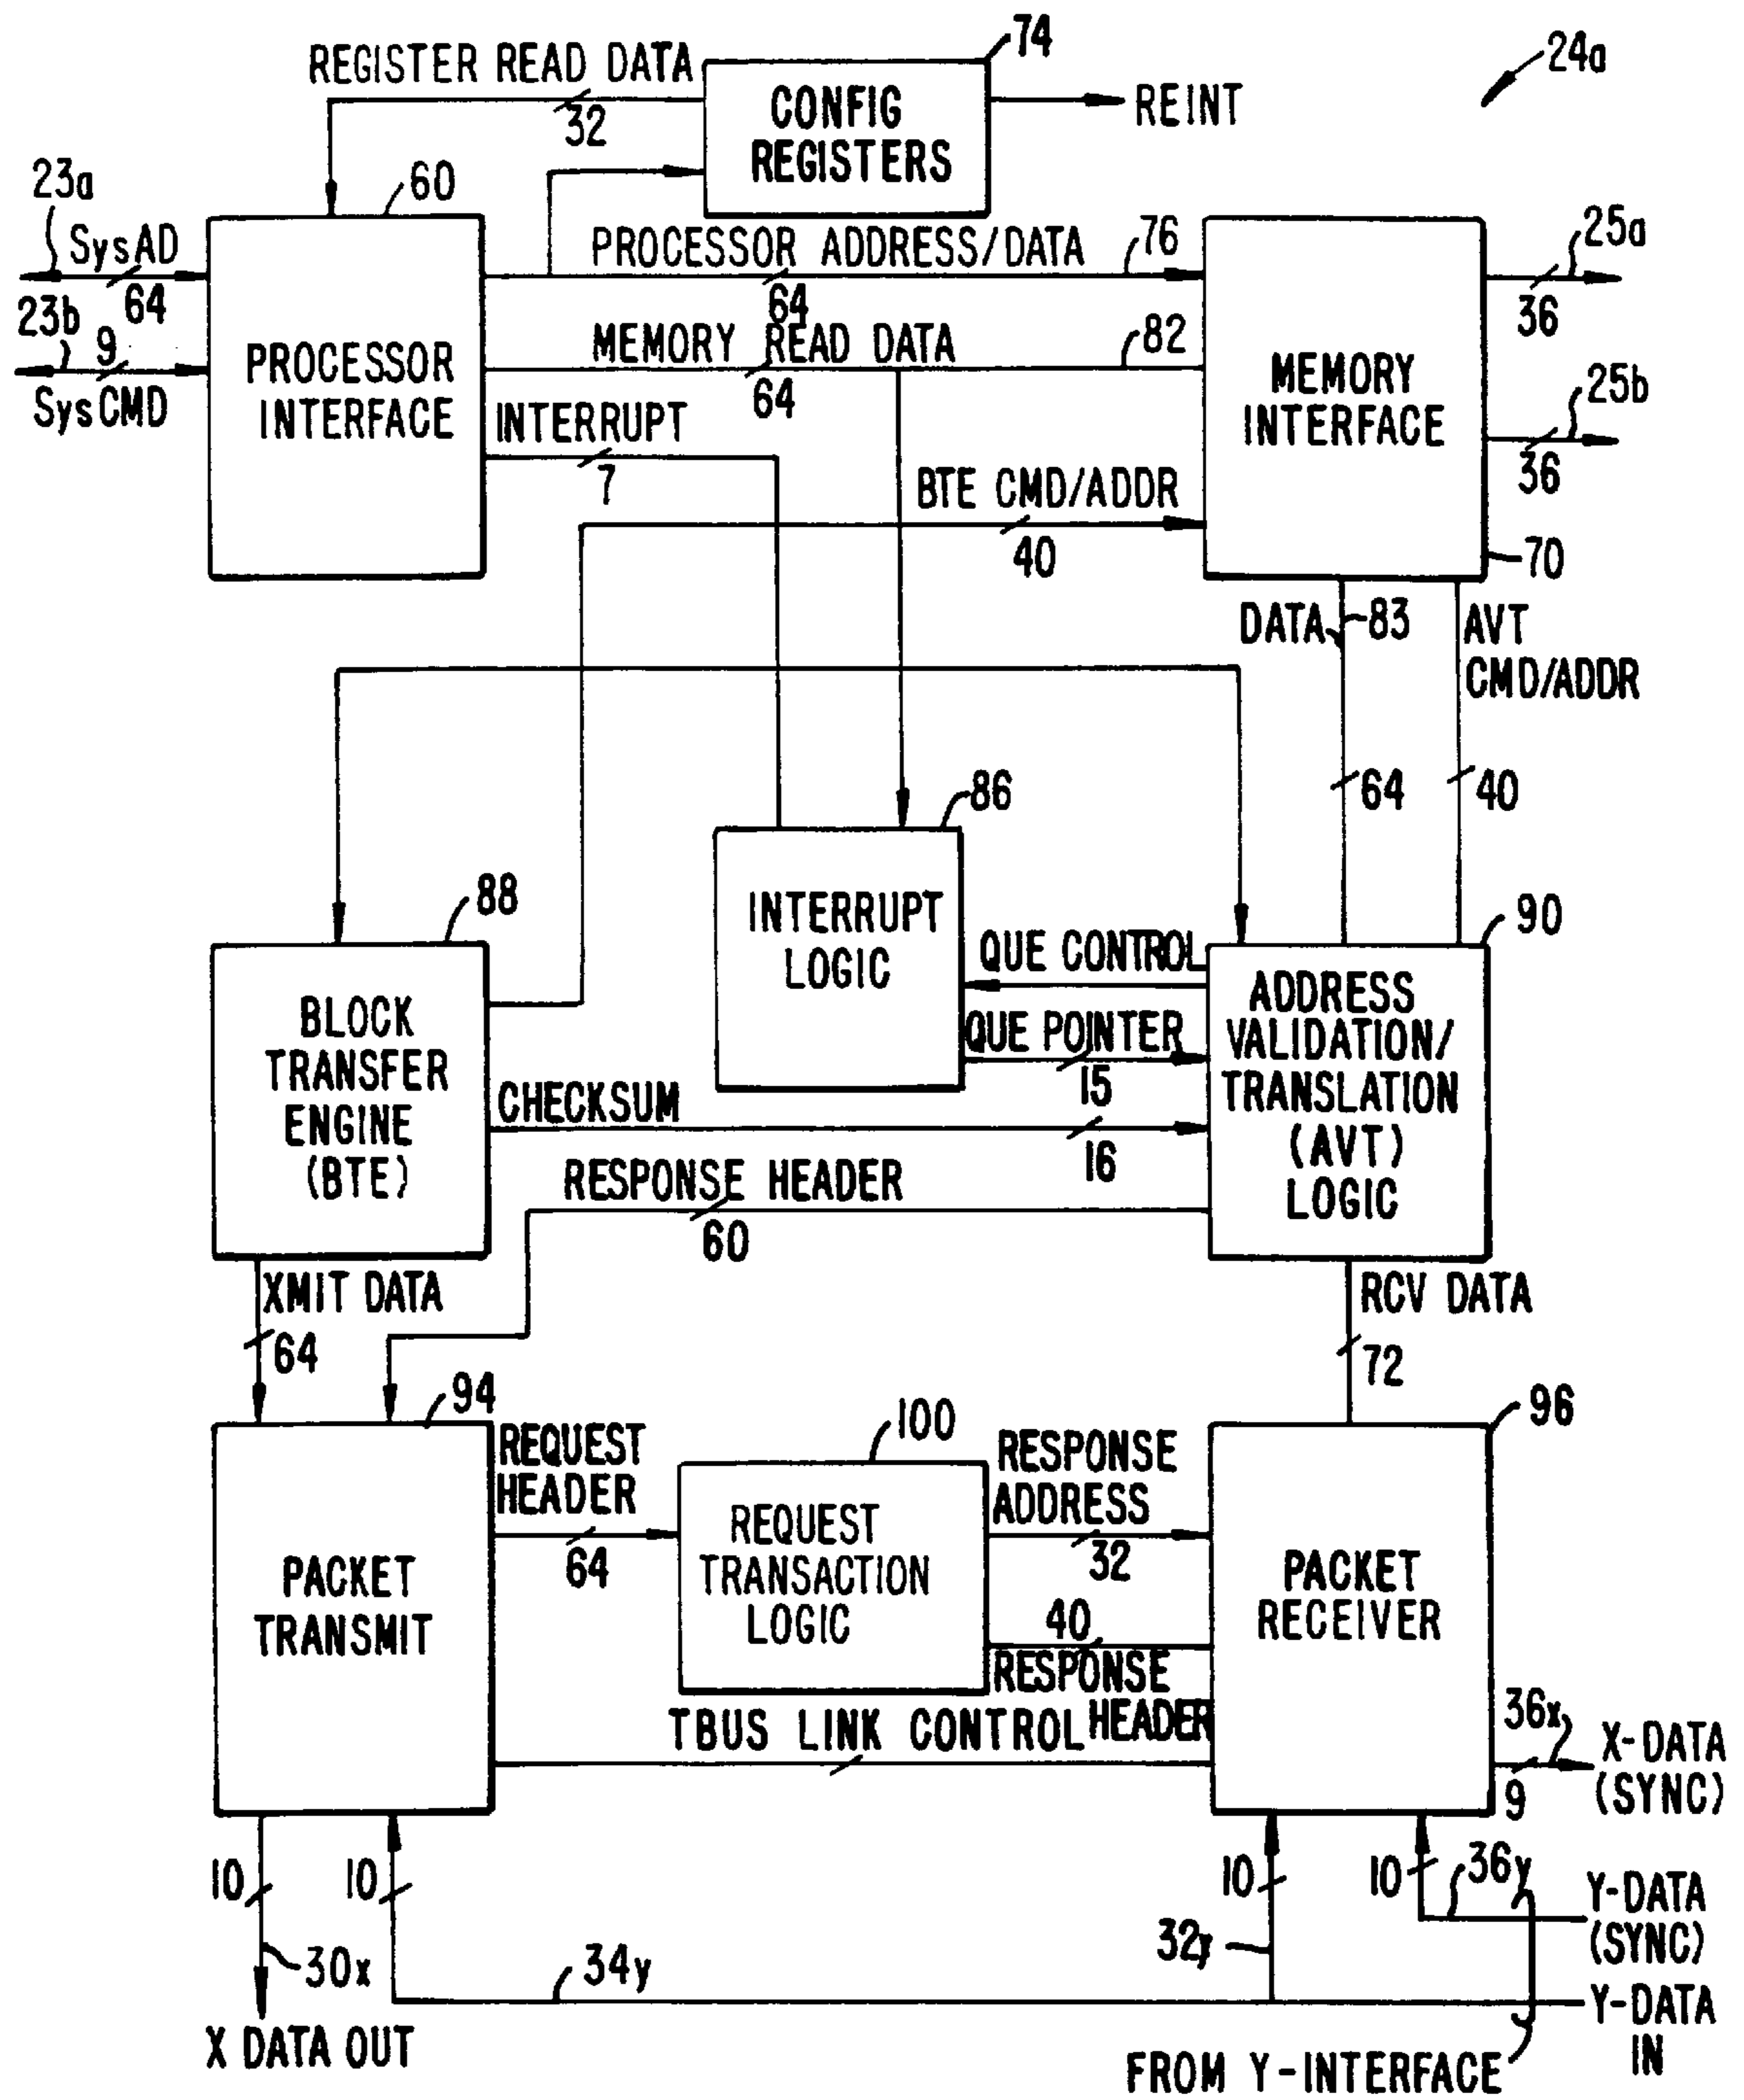 74
24a
REGISTER READ DATA
32
CONFIG
REGISTERS
REINT
23a
60
SysAD
64
23b
9
SysCMD
PROCESSOR
INTERFACE
PROCESSOR ADDRESS/DATA
76
64
MEMORY READ DATA
82
64
INTERRUPT
7
BTE CMD/ADDR
40
MEMORY
INTERFACE
25a
36
25b
36
70
DATA
83
AVT
CMD/ADDR
64
40
86
INTERRUPT
LOGIC
88
90
BLOCK
TRANSFER
ENGINE
(BTE)
QUE CONTROL
QUE POINTER
15
CHECKSUM
16
RESPONSE HEADER
60
ADDRESS
VALIDATION/
TRANSLATION
(AVT)
LOGIC
XMIT DATA
64
RCV DATA
72
94
100
96
REQUEST
HEADER
64
RESPONSE
ADDRESS
32
PACKET
TRANSMIT
REQUEST
TRANSACTION
LOGIC
40
RESPONSE
HEADER
PACKET
RECEIVER
TBUS LINK CONTROL
36x
X-DATA
(SYNC)
9
10
10
10
10
36y
Y-DATA
(SYNC)
30x
34y
32y
Y-DATA
IN
X DATA OUT
FROM Y-INTERFACE